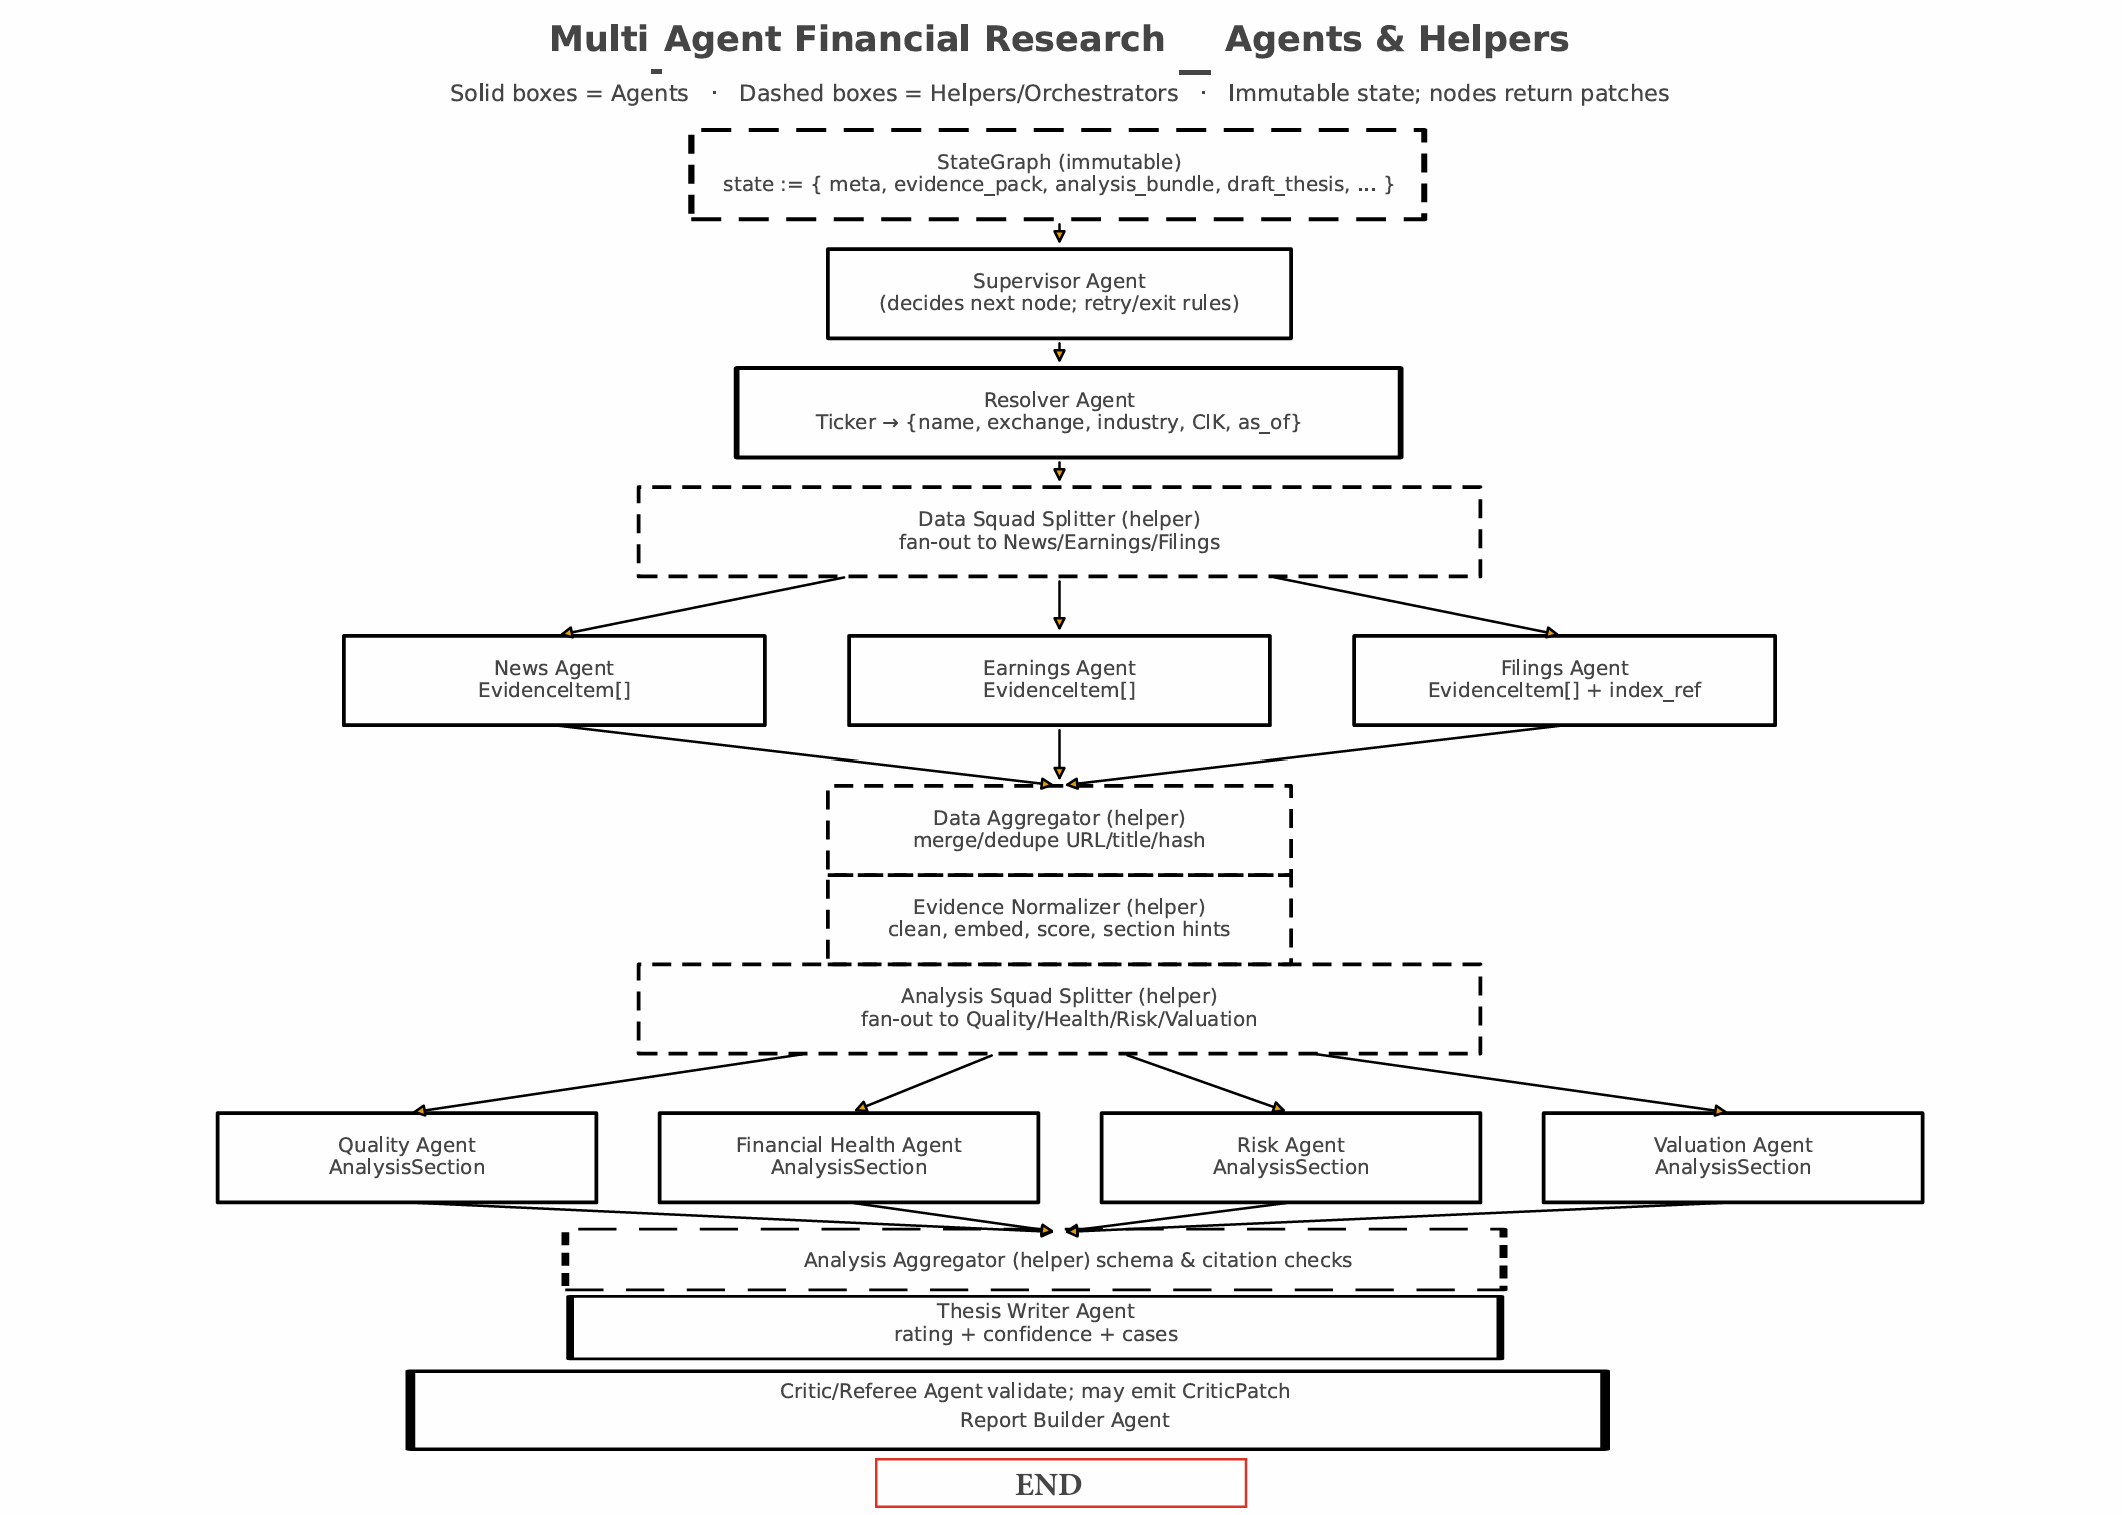 Multi-Agent Financial Research — Agents & Helpers
Solid boxes = Agents · Dashed boxes = Helpers/Orchestrators · Immutable state; nodes return patches
StateGraph (immutable)
state := { meta, evidence_pack, analysis_bundle, draft_thesis, ... }
Supervisor Agent
(decides next node; retry/exit rules)
Resolver Agent
Ticker → {name, exchange, industry, CIK, as_of}
Data Squad Splitter (helper)
fan-out to News/Earnings/Filings
News Agent
EvidenceItem[]
Earnings Agent
EvidenceItem[]
Filings Agent
EvidenceItem[] + index_ref
Data Aggregator (helper)
merge/dedupe URL/title/hash
Evidence Normalizer (helper)
clean, embed, score, section hints
Analysis Squad Splitter (helper)
fan-out to Quality/Health/Risk/Valuation
Quality Agent
AnalysisSection
Financial Health Agent
AnalysisSection
Risk Agent
AnalysisSection
Valuation Agent
AnalysisSection
Analysis Aggregator (helper) schema & citation checks
Thesis Writer Agent
rating + confidence + cases
Critic/Referee Agent validate; may emit CriticPatch
Report Builder Agent
END